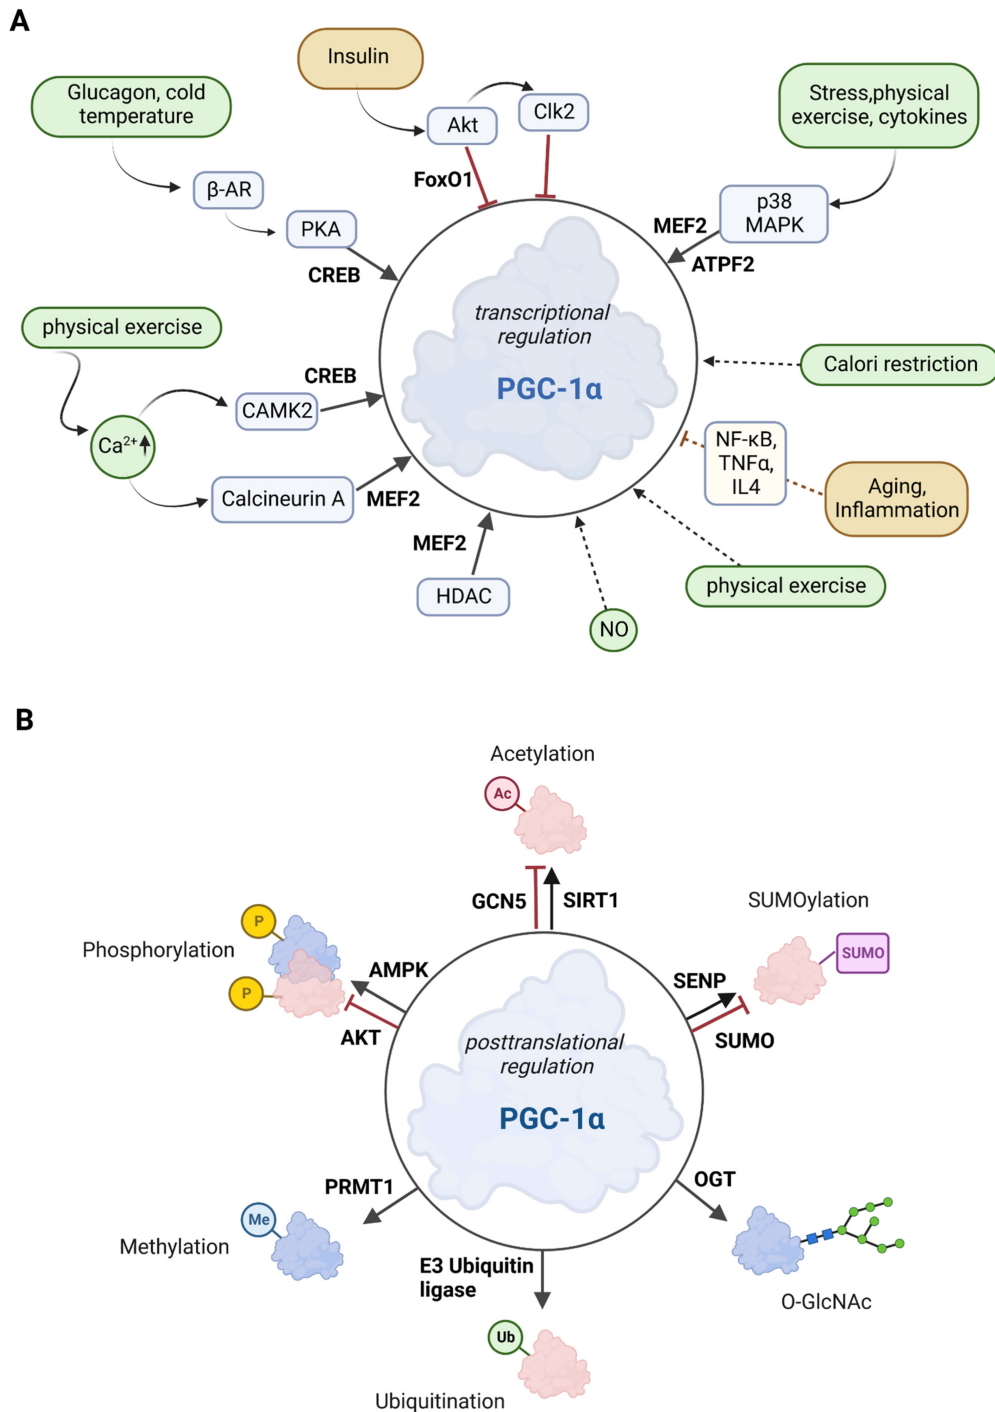 A
Insulin
Glucagon, cold
temperature
Akt
Clk2
Stress,physical
exercise, cytokines
FoxO1
β-AR
PKA
CREB
p38
MAPK
MEF2
ATPF2
transcriptional
regulation
PGC-1α
physical exercise
CREB
CAMK2
Ca2+
Calcineurin A
MEF2
Calori restriction
NF-κB,
TNFα,
IL4
Aging,
Inflammation
MEF2
HDAC
physical exercise
NO
B
Acetylation
Ac
GCN5
SIRT1
SUMOylation
SUMO
Phosphorylation
P
P
AMPK
AKT
SENP
SUMO
posttranslational
regulation
PGC-1α
PRMT1
OGT
Me
Methylation
E3 Ubiquitin
ligase
O-GlcNAc
Ub
Ubiquitination